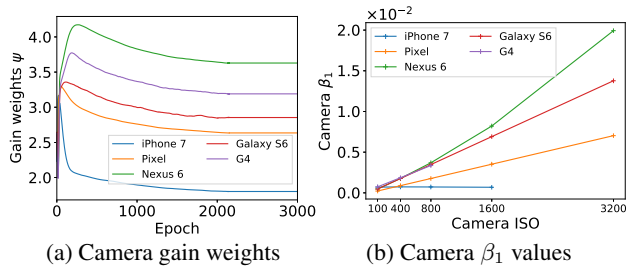 4.0
3.5
3.0
2.5
2.0
Gain weights ψ
iPhone 7
Pixel
Nexus 6
Galaxy S6
G4
0
1000
2000
3000
Epoch
(a) Camera gain weights
×10⁻²
2.0
1.5
1.0
0.5
0.0
Camera β₁
iPhone 7
Pixel
Nexus 6
Galaxy S6
G4
100
400
800
1600
3200
Camera ISO
(b) Camera β₁ values